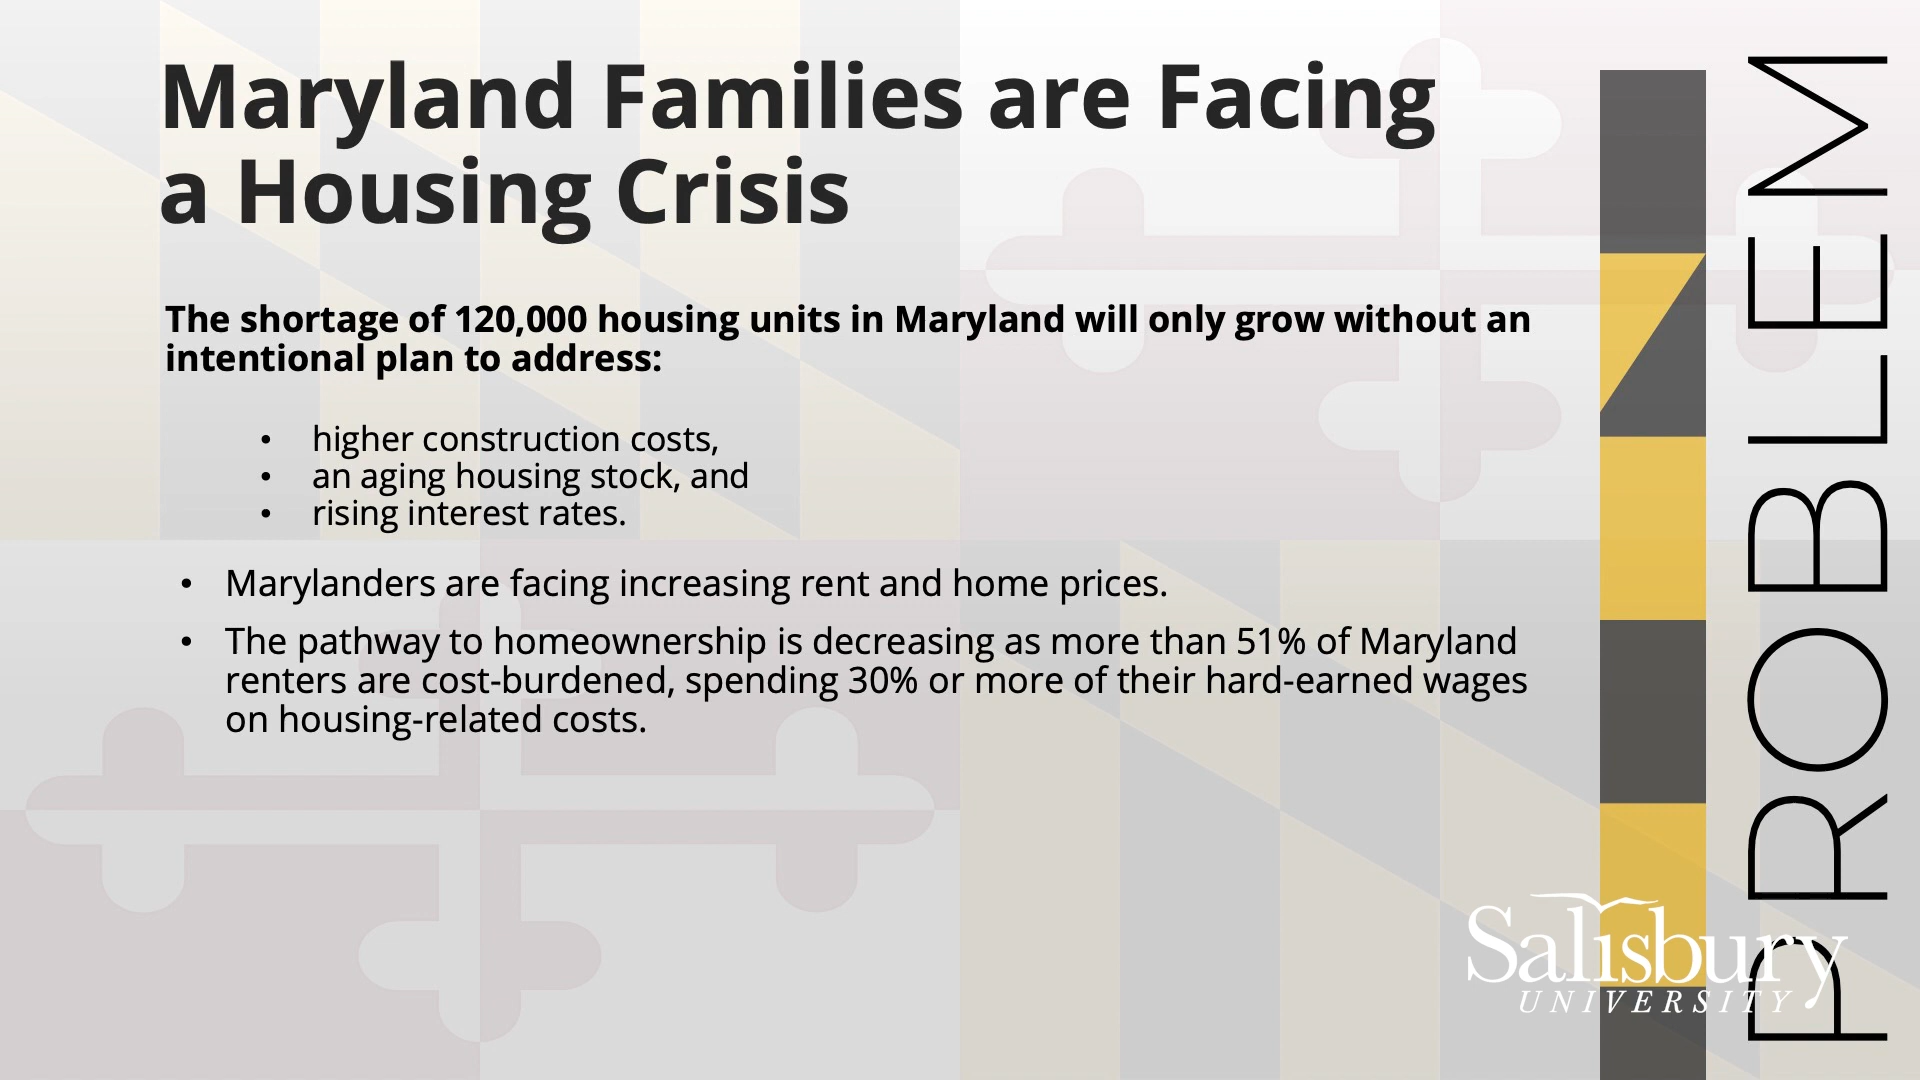 Maryland Families are Facing
a Housing Crisis
The shortage of 120,000 housing units in Maryland will only grow without an
intentional plan to address:
• higher construction costs,
• an aging housing stock, and
• rising interest rates.
• Marylanders are facing increasing rent and home prices.
• The pathway to homeownership is decreasing as more than 51% of Maryland
renters are cost-burdened, spending 30% or more of their hard-earned wages
on housing-related costs.
PROBLEM
Salisbury
UNIVERSITY